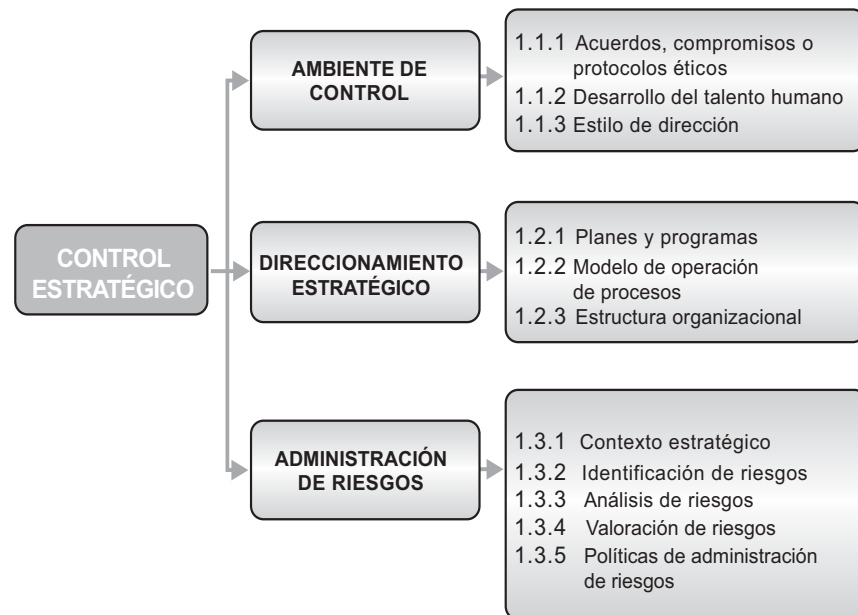 CONTROL
ESTRATÉGICO
AMBIENTE DE
CONTROL
1.1.1 Acuerdos, compromisos o
protocolos éticos
1.1.2 Desarrollo del talento humano
1.1.3 Estilo de dirección
DIRECCIONAMIENTO
ESTRATÉGICO
1.2.1 Planes y programas
1.2.2 Modelo de operación
de procesos
1.2.3 Estructura organizacional
ADMINISTRACIÓN
DE RIESGOS
1.3.1 Contexto estratégico
1.3.2 Identificación de riesgos
1.3.3 Análisis de riesgos
1.3.4 Valoración de riesgos
1.3.5 Políticas de administración
de riesgos